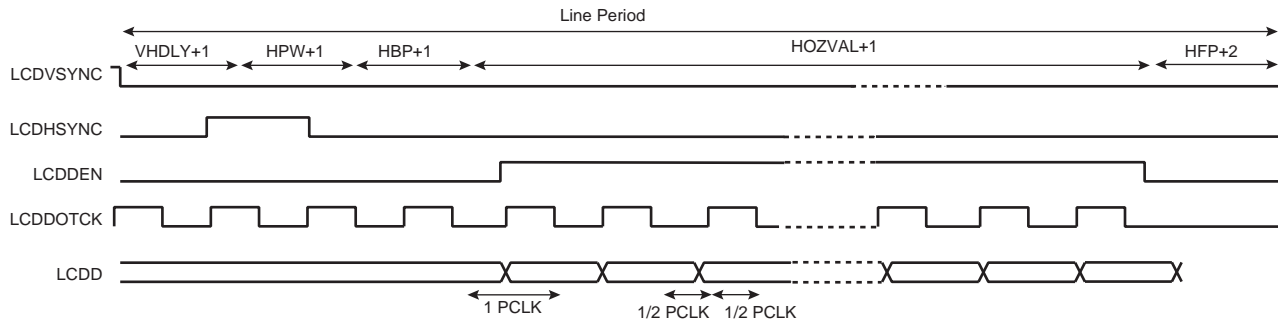 Line Period
VHDLY+1 HPW+1 HBP+1 HOZVAL+1 HFP+2
LCDVSYNC
LCDHSYNC
LCDDEN
LCDDOTCK
LCDD
1 PCLK 1/2 PCLK 1/2 PCLK